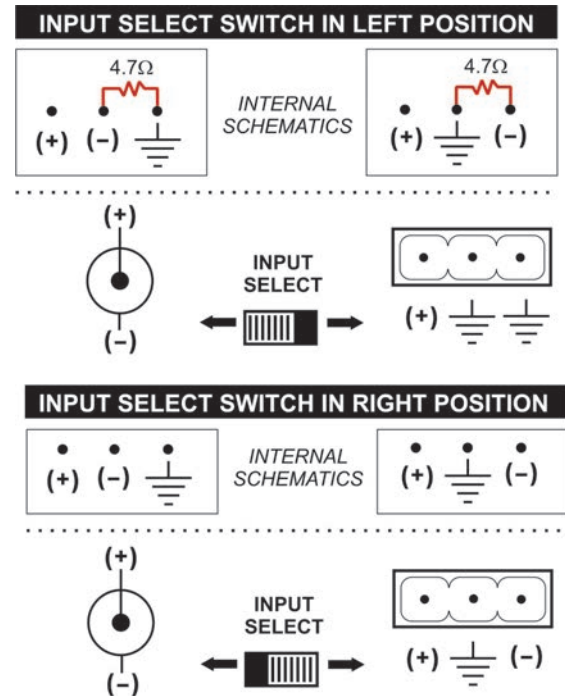 INPUT SELECT SWITCH IN LEFT POSITION
4.7Ω
(+) (−)
INTERNAL
SCHEMATICS
4.7Ω
(+) (−)
(+)
(−)
INPUT
SELECT
(+)
INPUT SELECT SWITCH IN RIGHT POSITION
(+) (−)
INTERNAL
SCHEMATICS
(+) (−)
(+)
(−)
INPUT
SELECT
(+) (−)